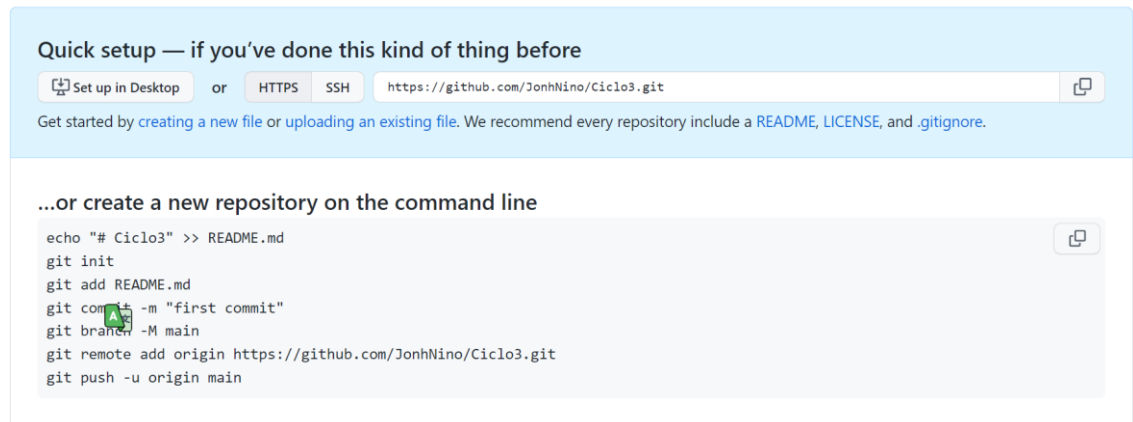 Quick setup — if you’ve done this kind of thing before
Set up in Desktop or HTTPS SSH https://github.com/JonhNino/Ciclo3.git
Get started by creating a new file or uploading an existing file. We recommend every repository include a README, LICENSE, and .gitignore.
…or create a new repository on the command line
echo "# Ciclo3" >> README.md
git init
git add README.md
git commit -m "first commit"
git branch -M main
git remote add origin https://github.com/JonhNino/Ciclo3.git
git push -u origin main
A 文